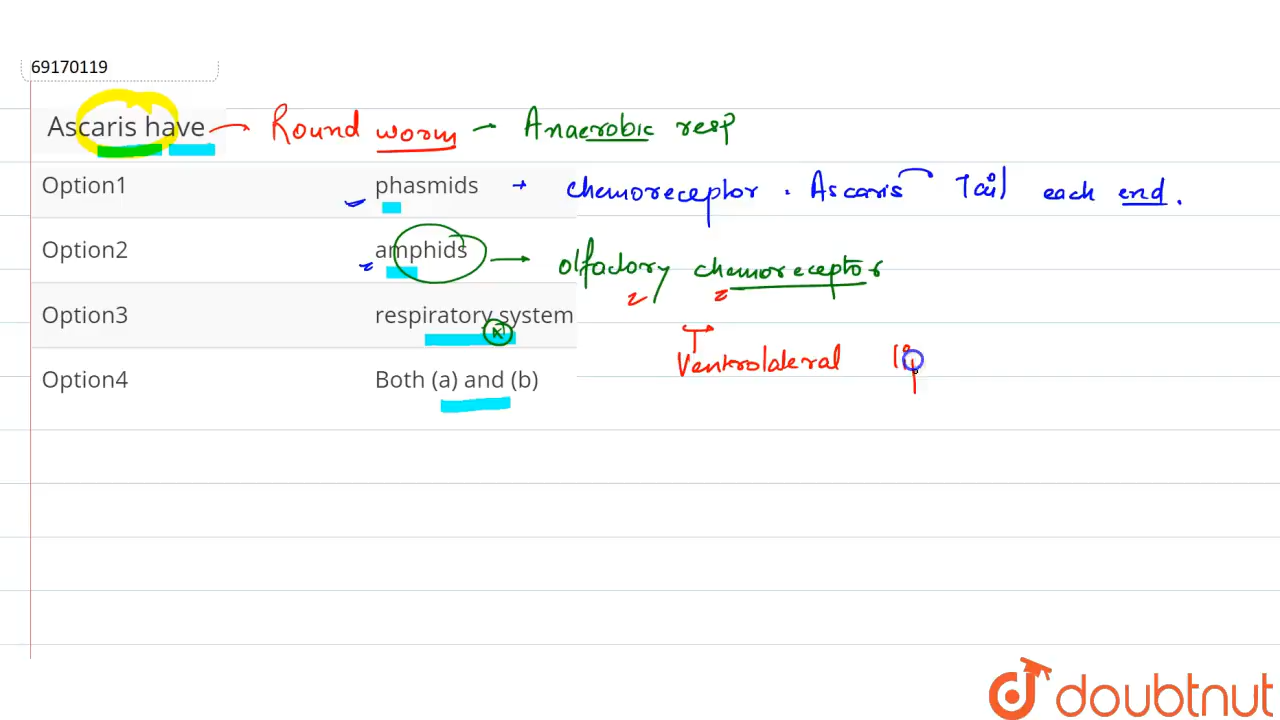 69170119
Ascaris have → Round worm - Anaerobic resp
Option1 phasmids → chemoreceptor . Ascaris Tail each end.
Option2 amphids → olfactory chemoreceptor
Option3 respiratory system
Ventrolateral lip
Option4 Both (a) and (b)
doubtnut